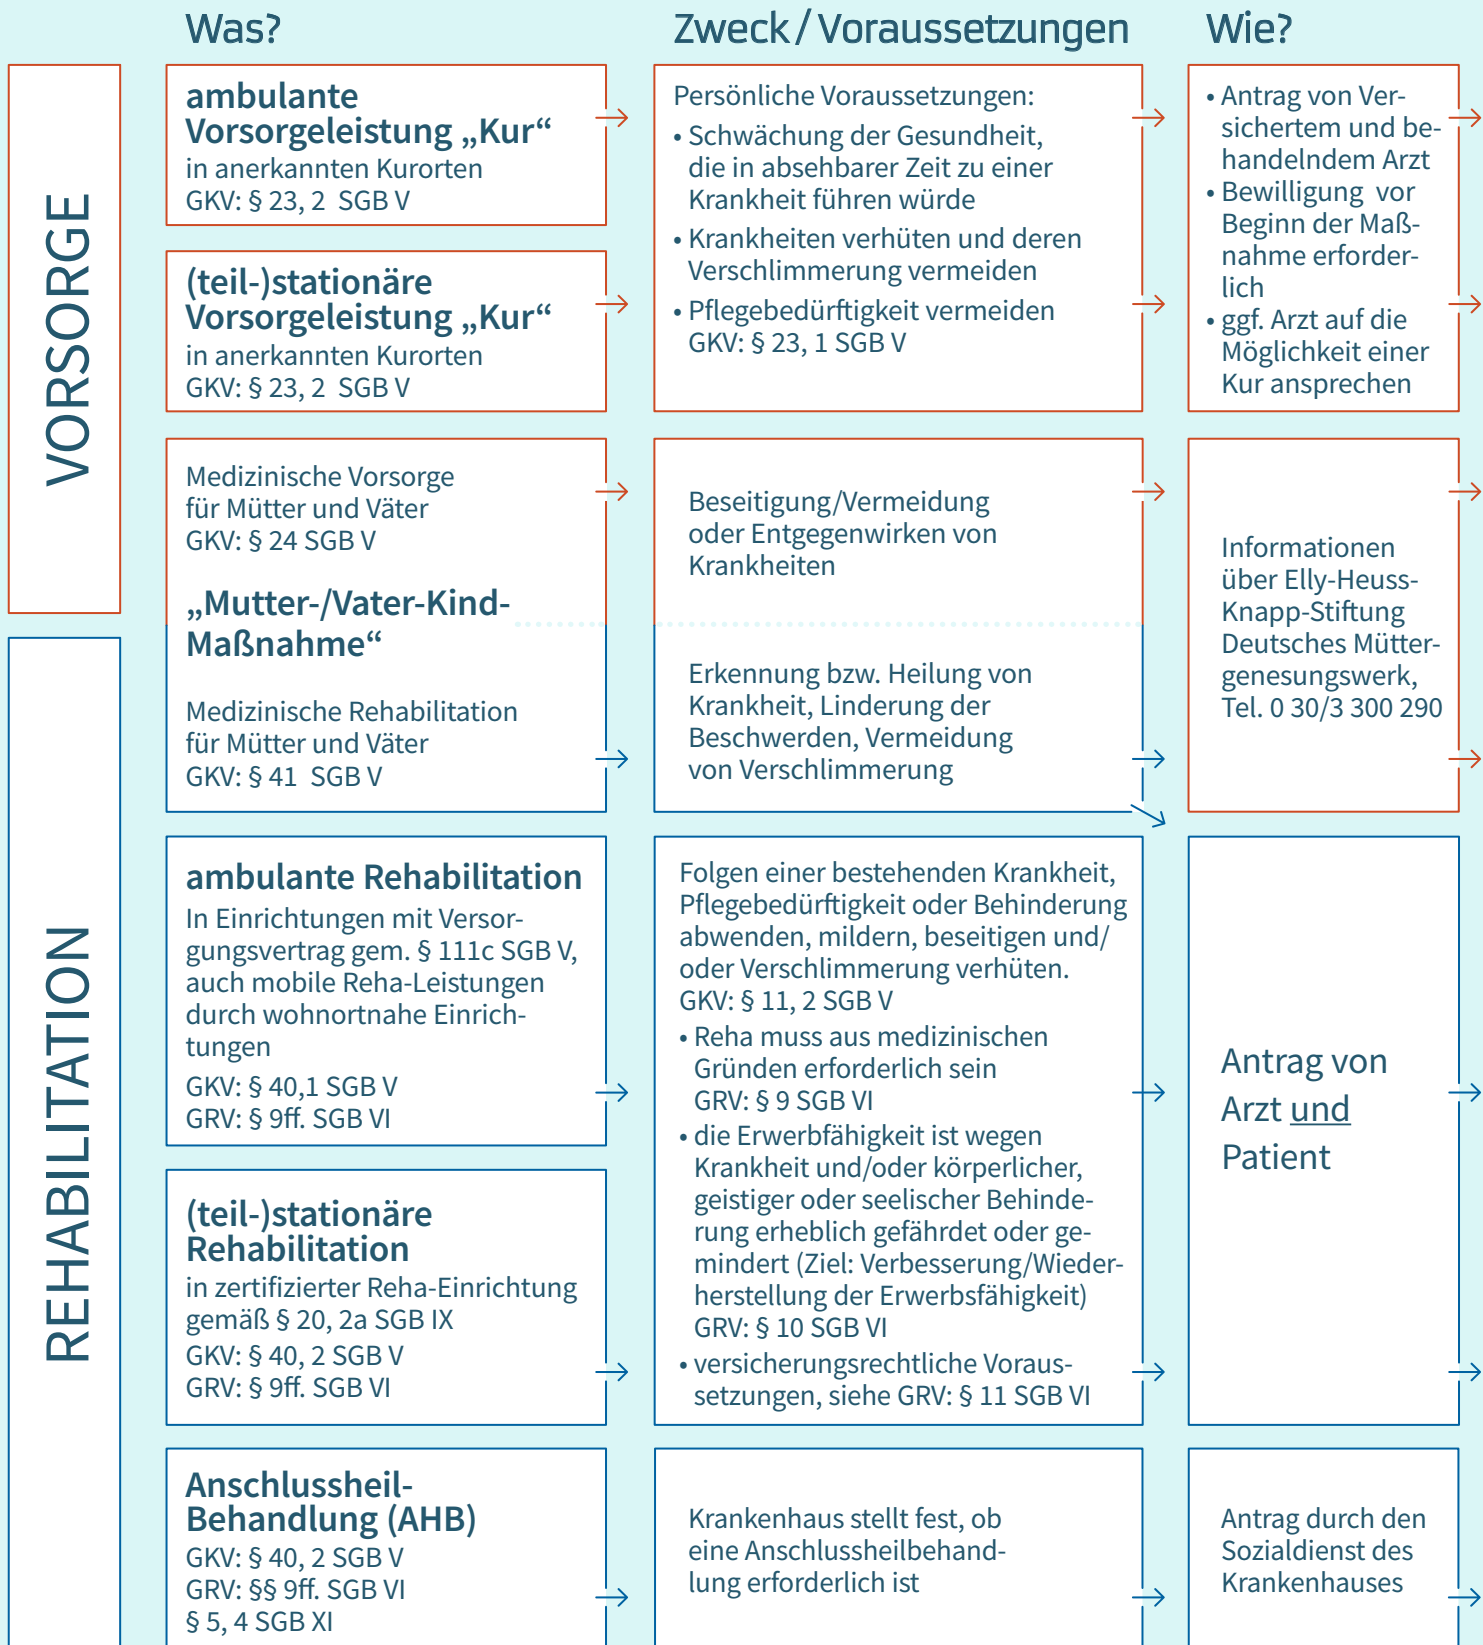 Was?
Zweck / Voraussetzungen
Wie?
VORSORGE
ambulante
Vorsorgeleistung „Kur“
in anerkannten Kurorten
GKV: § 23, 2 SGB V
(teil-)stationäre
Vorsorgeleistung „Kur“
in anerkannten Kurorten
GKV: § 23, 2 SGB V
Persönliche Voraussetzungen:
• Schwächung der Gesundheit,
die in absehbarer Zeit zu einer
Krankheit führen würde
• Krankheiten verhüten und deren
Verschlimmerung vermeiden
• Pflegebedürftigkeit vermeiden
GKV: § 23, 1 SGB V
• Antrag von Ver-
sichertem und be-
handelndem Arzt
• Bewilligung vor
Beginn der Maß-
nahme erforder-
lich
• ggf. Arzt auf die
Möglichkeit einer
Kur ansprechen
Medizinische Vorsorge
für Mütter und Väter
GKV: § 24 SGB V
„Mutter-/Vater-Kind-
Maßnahme“
Medizinische Rehabilitation
für Mütter und Väter
GKV: § 41 SGB V
Beseitigung/Vermeidung
oder Entgegenwirken von
Krankheiten
Erkennung bzw. Heilung von
Krankheit, Linderung der
Beschwerden, Vermeidung
von Verschlimmerung
Informationen
über Elly-Heuss-
Knapp-Stiftung
Deutsches Mütter-
genesungswerk,
Tel. 0 30/3 300 290
REHABILITATION
ambulante Rehabilitation
In Einrichtungen mit Versor-
gungsvertrag gem. § 111c SGB V,
auch mobile Reha-Leistungen
durch wohnortnahe Einrich-
tungen
GKV: § 40,1 SGB V
GRV: § 9ff. SGB VI
(teil-)stationäre
Rehabilitation
in zertifizierter Reha-Einrichtung
gemäß § 20, 2a SGB IX
GKV: § 40, 2 SGB V
GRV: § 9ff. SGB VI
Folgen einer bestehenden Krankheit,
Pflegebedürftigkeit oder Behinderung
abwenden, mildern, beseitigen und/
oder Verschlimmerung verhüten.
GKV: § 11, 2 SGB V
• Reha muss aus medizinischen
Gründen erforderlich sein
GRV: § 9 SGB VI
• die Erwerbfähigkeit ist wegen
Krankheit und/oder körperlicher,
geistiger oder seelischer Behinde-
rung erheblich gefährdet oder ge-
mindert (Ziel: Verbesserung/Wieder-
herstellung der Erwerbsfähigkeit)
GRV: § 10 SGB VI
• versicherungsrechtliche Voraus-
setzungen, siehe GRV: § 11 SGB VI
Antrag von
Arzt und
Patient
Anschlussheil-
Behandlung (AHB)
GKV: § 40, 2 SGB V
GRV: §§ 9ff. SGB VI
§ 5, 4 SGB XI
Krankenhaus stellt fest, ob
eine Anschlussheilbehand-
lung erforderlich ist
Antrag durch den
Sozialdienst des
Krankenhauses